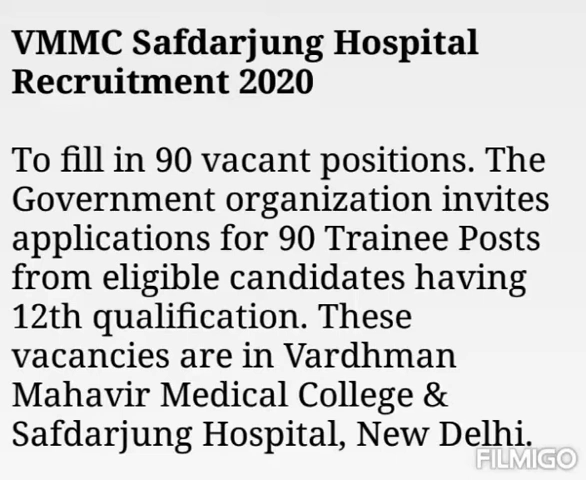 VMMC Safdarjung Hospital
Recruitment 2020
To fill in 90 vacant positions. The
Government organization invites
applications for 90 Trainee Posts
from eligible candidates having
12th qualification. These
vacancies are in Vardhman
Mahavir Medical College &
Safdarjung Hospital, New Delhi.
FILMIGO